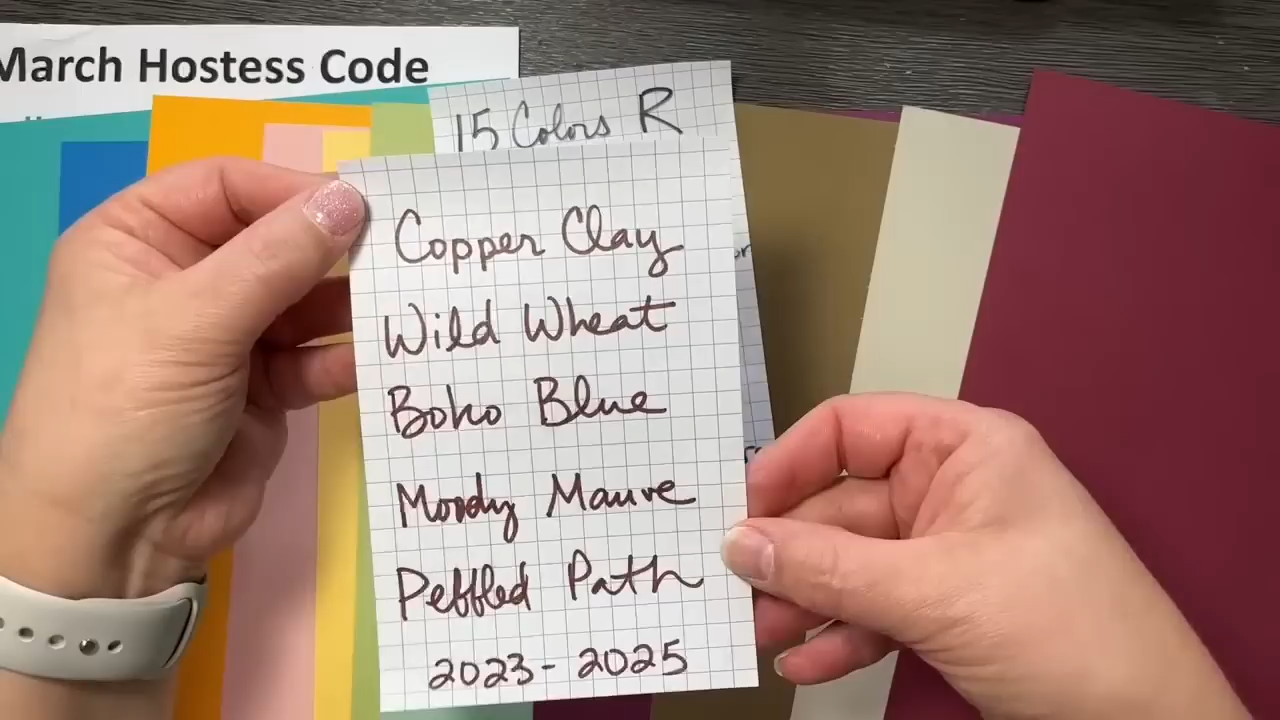 March Hostess Code
15 Colors R
Copper Clay
Wild Wheat
Boho Blue
Moody Mauve
Pebbled Path
2023-2025